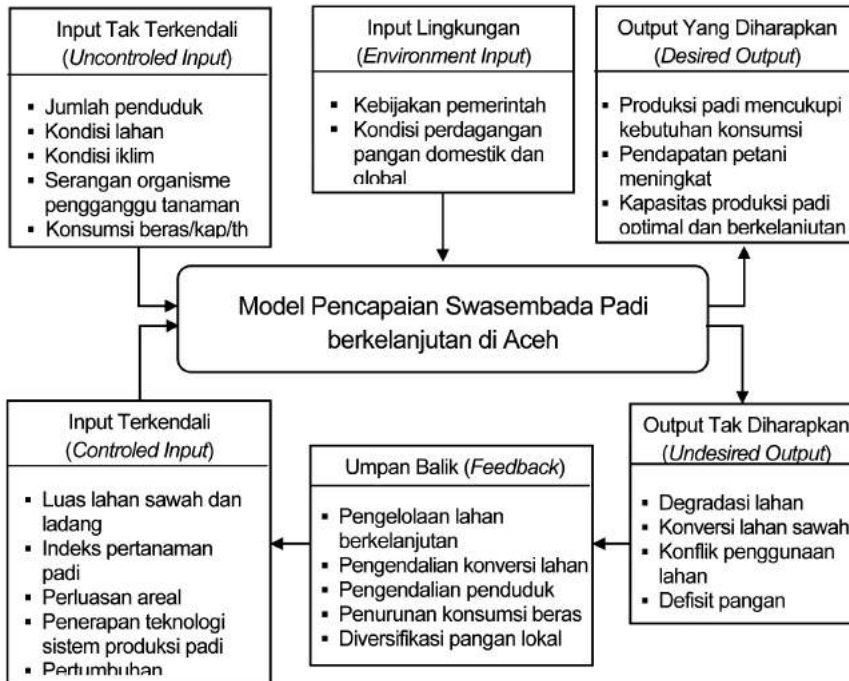 Input Tak Terkendali
(Uncontroled Input)
▪ Jumlah penduduk
▪ Kondisi lahan
▪ Kondisi iklim
▪ Serangan organisme
pengganggu tanaman
▪ Konsumsi beras/kap/th
Input Lingkungan
(Environment Input)
▪ Kebijakan pemerintah
▪ Kondisi perdagangan
pangan domestik dan
global
Output Yang Diharapkan
(Desired Output)
▪ Produksi padi mencukupi
kebutuhan konsumsi
▪ Pendapatan petani
meningkat
▪ Kapasitas produksi padi
optimal dan berkelanjutan
Model Pencapaian Swasembada Padi
berkelanjutan di Aceh
Input Terkendali
(Controled Input)
▪ Luas lahan sawah dan
ladang
▪ Indeks pertanaman
padi
▪ Perluasan areal
▪ Penerapan teknologi
sistem produksi padi
▪ Pertumbuhan
Umpan Balik (Feedback)
▪ Pengelolaan lahan
berkelanjutan
▪ Pengendalian konversi lahan
▪ Pengendalian penduduk
▪ Penurunan konsumsi beras
▪ Diversifikasi pangan lokal
Output Tak Diharapkan
(Undesired Output)
▪ Degradasi lahan
▪ Konversi lahan sawah
▪ Konflik penggunaan
lahan
▪ Defisit pangan